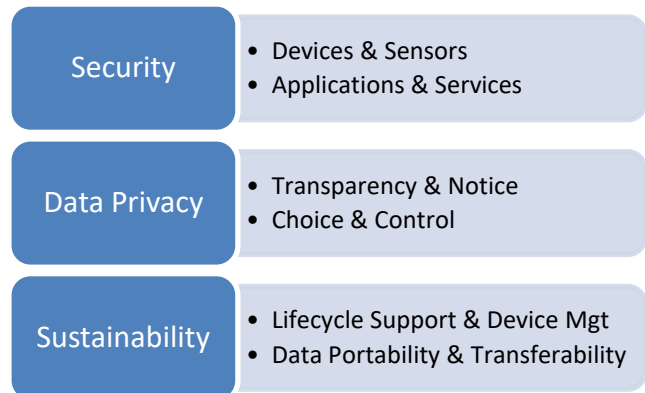 Security
• Devices & Sensors
• Applications & Services
Data Privacy
• Transparency & Notice
• Choice & Control
Sustainability
• Lifecycle Support & Device Mgt
• Data Portability & Transferability